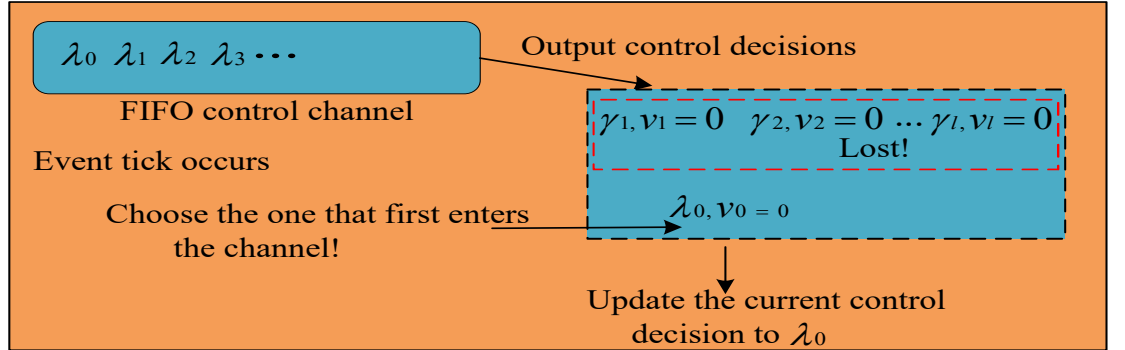 λ₀ λ₁ λ₂ λ₃ ···
FIFO control channel
Output control decisions
γ₁,ν₁ = 0 γ₂,ν₂ = 0 ... γₗ,νₗ = 0
Lost!
Event tick occurs
Choose the one that first enters
the channel!
λ₀,ν₀ = 0
Update the current control
decision to λ₀